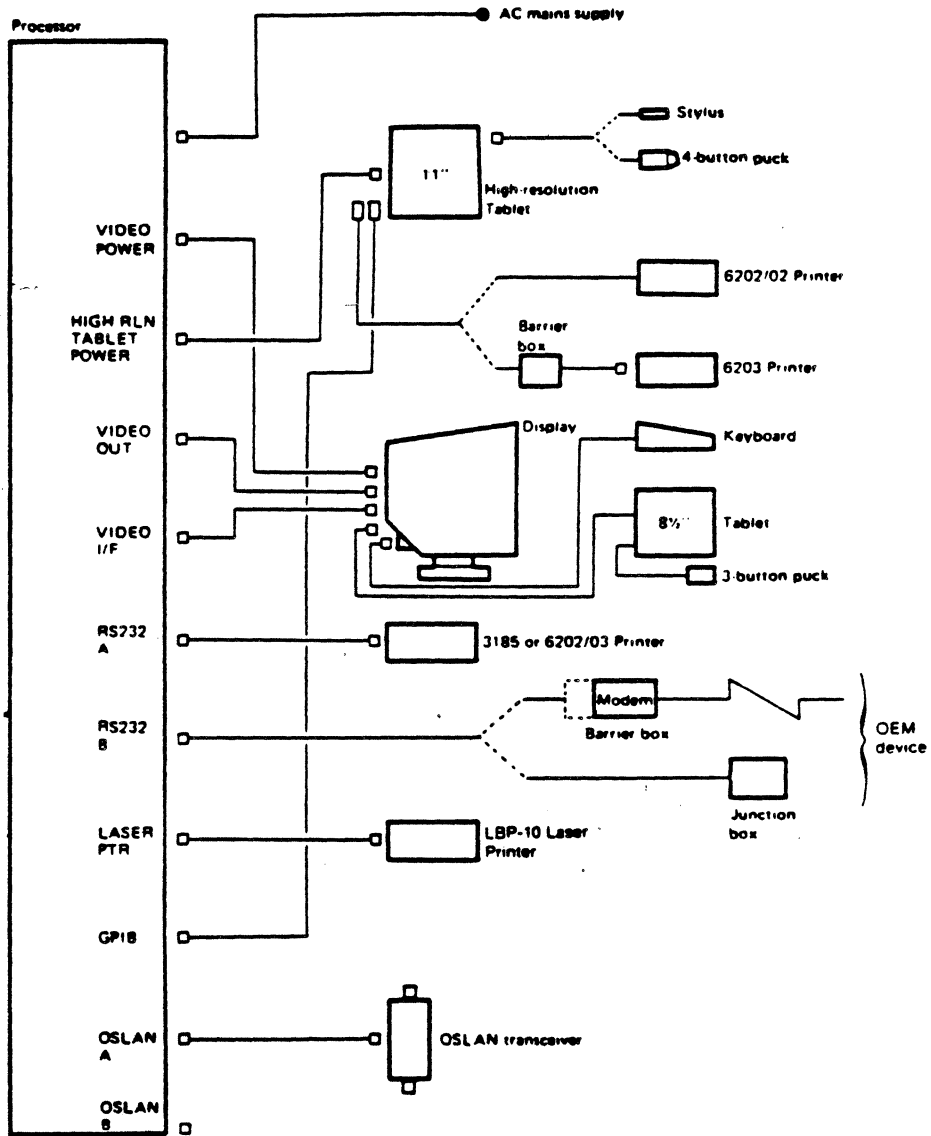 Processor
AC mains supply
Stylus
4-button puck
11"
High-resolution
Tablet
VIDEO
POWER
6202/02 Printer
HIGH RLN
TABLET
POWER
Barrier
box
6203 Printer
VIDEO
OUT
Display
Keyboard
8½"
Tablet
VIDEO
I/F
3-button puck
RS232
A
3185 or 6202/03 Printer
RS232
B
Modem
Barrier box
OEM
device
Junction
box
LASER
PTR
LBP-10 Laser
Printer
GPIB
OSLAN
A
OSLAN transceiver
OSLAN
B